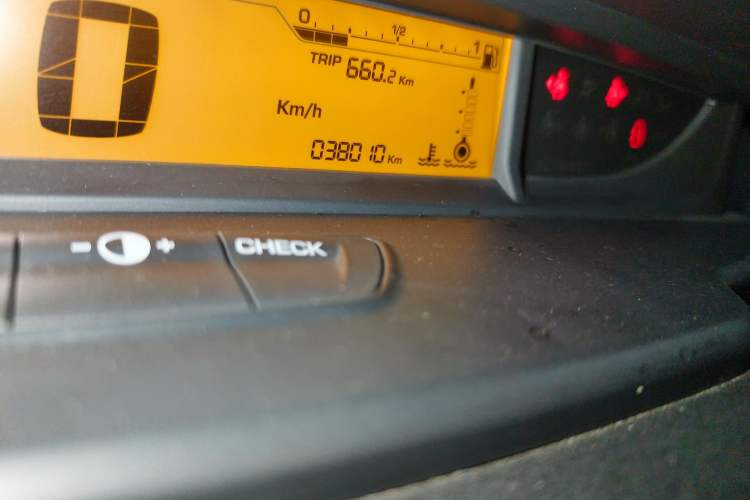 0 1/2 1
TRIP 660.2 Km
0 Km/h
038010 Km
- +
CHECK